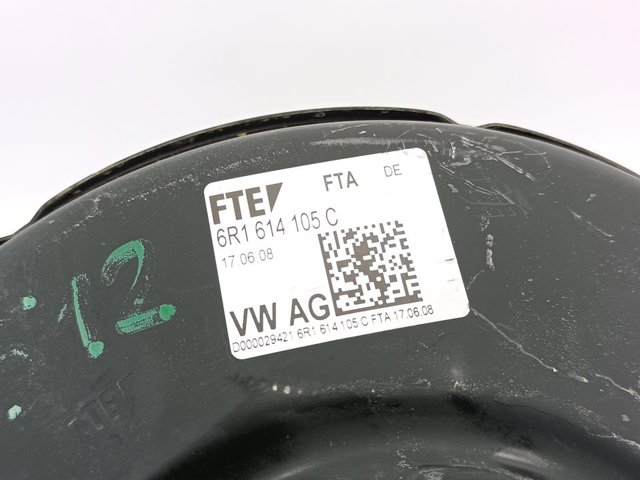 FTE FTA DE
6R1 614 105 C
17.06.08
VW AG
D000029421 6R1 614 105 C FTA 17.06.08
.12.
FTE